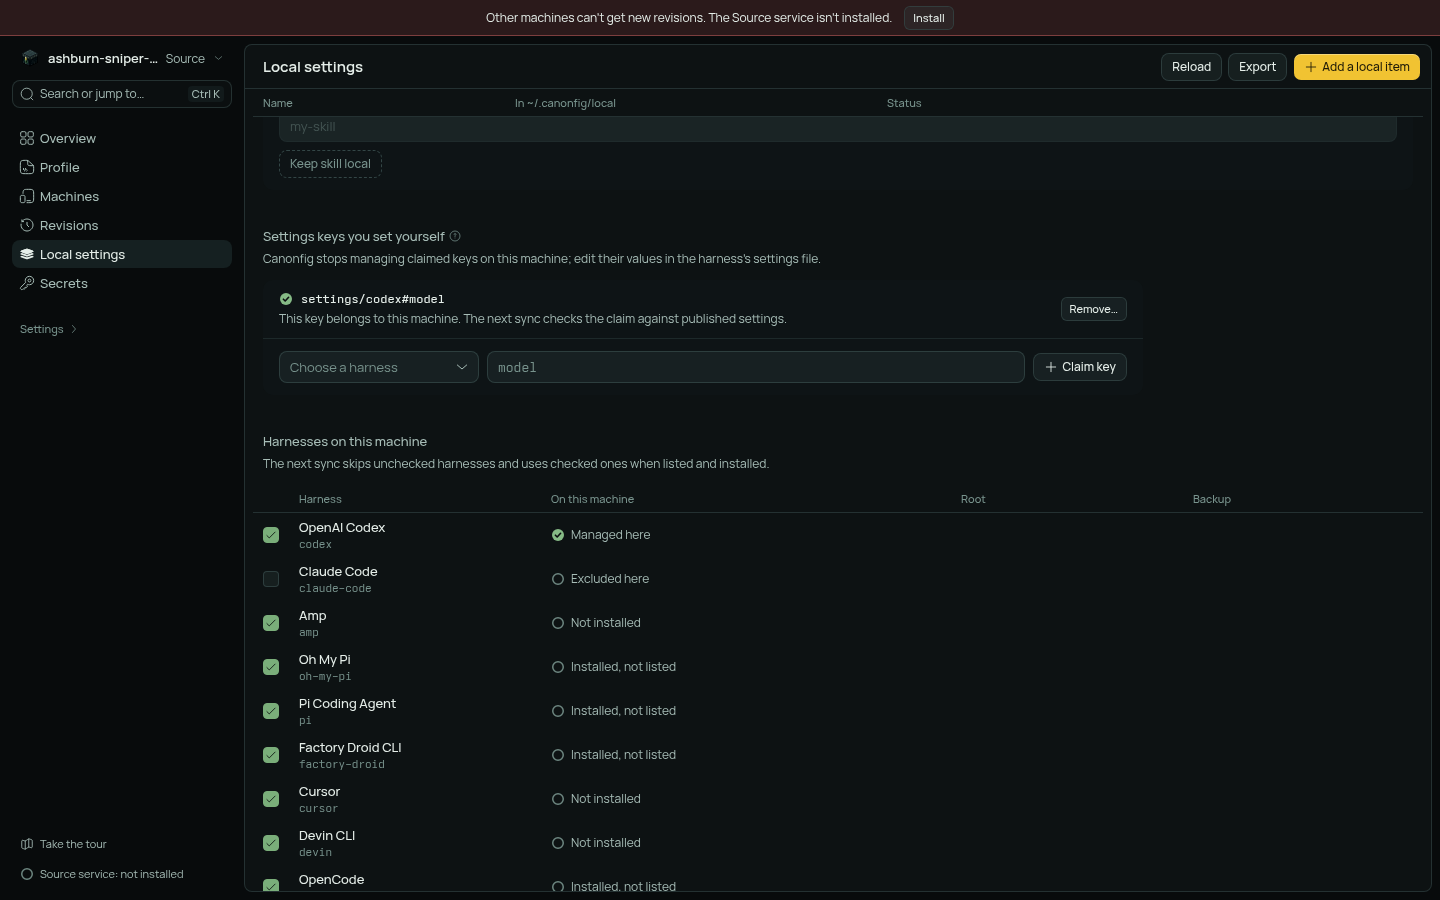 Other machines can't get new revisions. The Source service isn't installed. Install
ashburn-sniper-... Source
Search or jump to... Ctrl K
Overview
Profile
Machines
Revisions
Local settings
Secrets
Settings
Take the tour
Source service: not installed
Local settings
Reload Export Add a local item
Name In ~/.canonfig/local Status
my-skill
Keep skill local
Settings keys you set yourself
Canonfig stops managing claimed keys on this machine; edit their values in the harness's settings file.
settings/codex#model
This key belongs to this machine. The next sync checks the claim against published settings.
Remove...
Choose a harness model Claim key
Harnesses on this machine
The next sync skips unchecked harnesses and uses checked ones when listed and installed.
Harness On this machine Root Backup
OpenAI Codex
codex
Managed here
Claude Code
claude-code
Excluded here
Amp
amp
Not installed
Oh My Pi
oh-my-pi
Installed, not listed
Pi Coding Agent
pi
Installed, not listed
Factory Droid CLI
factory-droid
Installed, not listed
Cursor
cursor
Not installed
Devin CLI
devin
Not installed
OpenCode
Installed, not listed